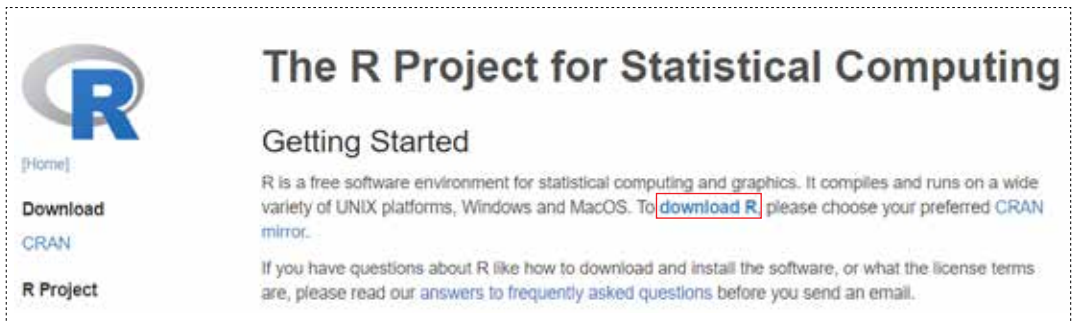 R
The R Project for Statistical Computing
Getting Started
[Home]
R is a free software environment for statistical computing and graphics. It compiles and runs on a wide
Download
variety of UNIX platforms, Windows and MacOS. To download R, please choose your preferred CRAN
CRAN
mirror.
If you have questions about R like how to download and install the software, or what the license terms
R Project
are, please read our answers to frequently asked questions before you send an email.